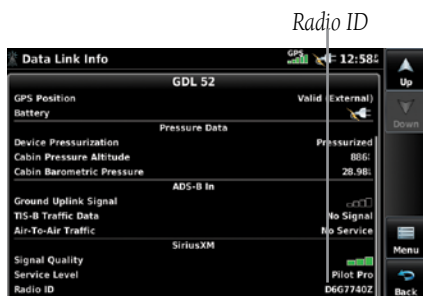 Radio ID
Data Link Info GPS 12:58
Up
GDL 52
GPS Position Valid (External)
Battery
Down
Pressure Data
Device Pressurization Pressurized
Cabin Pressure Altitude 886
Cabin Barometric Pressure 28.98
ADS-B In
Ground Uplink Signal
TIS-B Traffic Data No Signal
Air-To-Air Traffic No Service
SiriusXM
Menu
Signal Quality
Service Level Pilot Pro
Radio ID D6G7740Z
Back